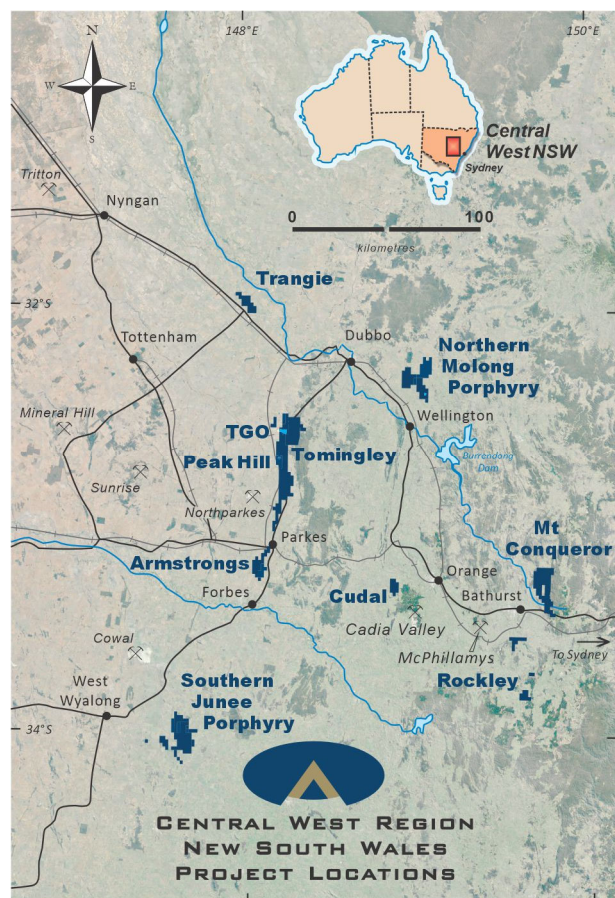 148°E
150°E
N
W
E
S
Central
West NSW
Sydney
Tritton
Nyngan
0
100
kilometres
Trangie
32°S
Dubbo
Tottenham
Northern
Molong
Porphyry
Mineral Hill
TGO
Wellington
Peak Hill
Tomingley
Burrendong
Dam
Sunrise
Northparkes
Mt
Conqueror
Parkes
Armstrongs
Orange
Forbes
Cudal
Bathurst
Cadia Valley
Cowal
McPhillamys
To Sydney
West
Wyalong
Southern
Junee
Porphyry
Rockley
34°S
CENTRAL WEST REGION
NEW SOUTH WALES
PROJECT LOCATIONS